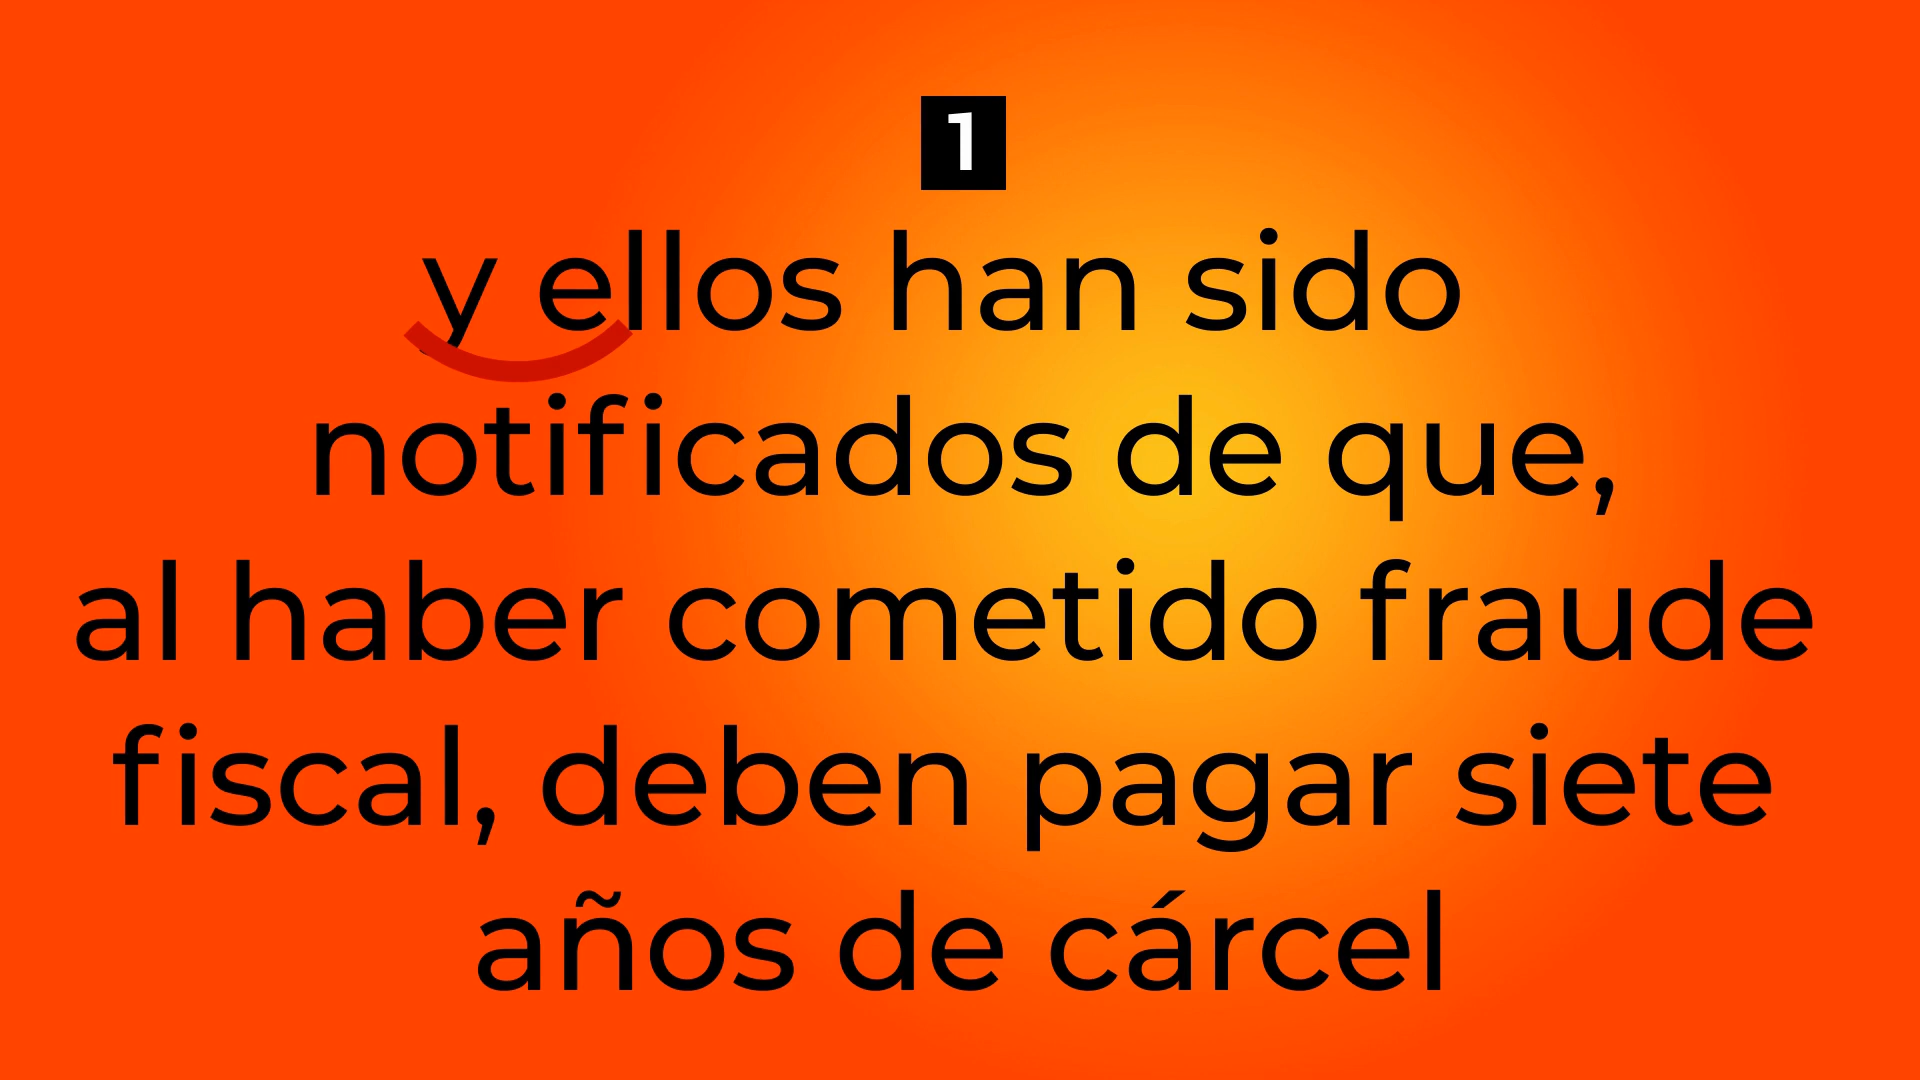 1
y ellos han sido
notificados de que,
al haber cometido fraude
fiscal, deben pagar siete
años de cárcel